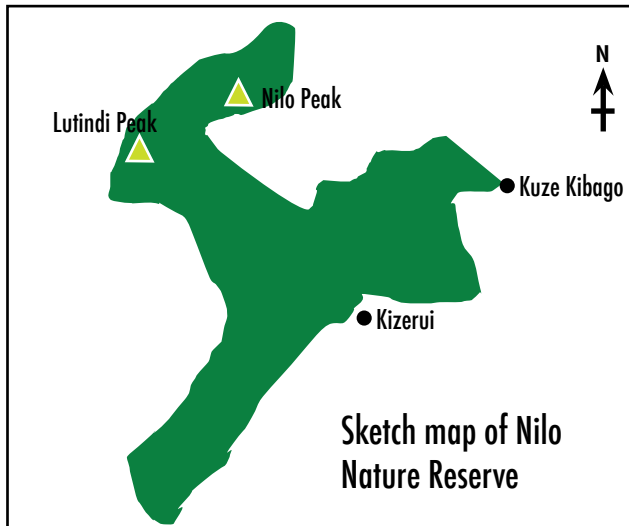 N
Nilo Peak
Lutindi Peak
Kuze Kibago
Kizerui
Sketch map of Nilo
Nature Reserve